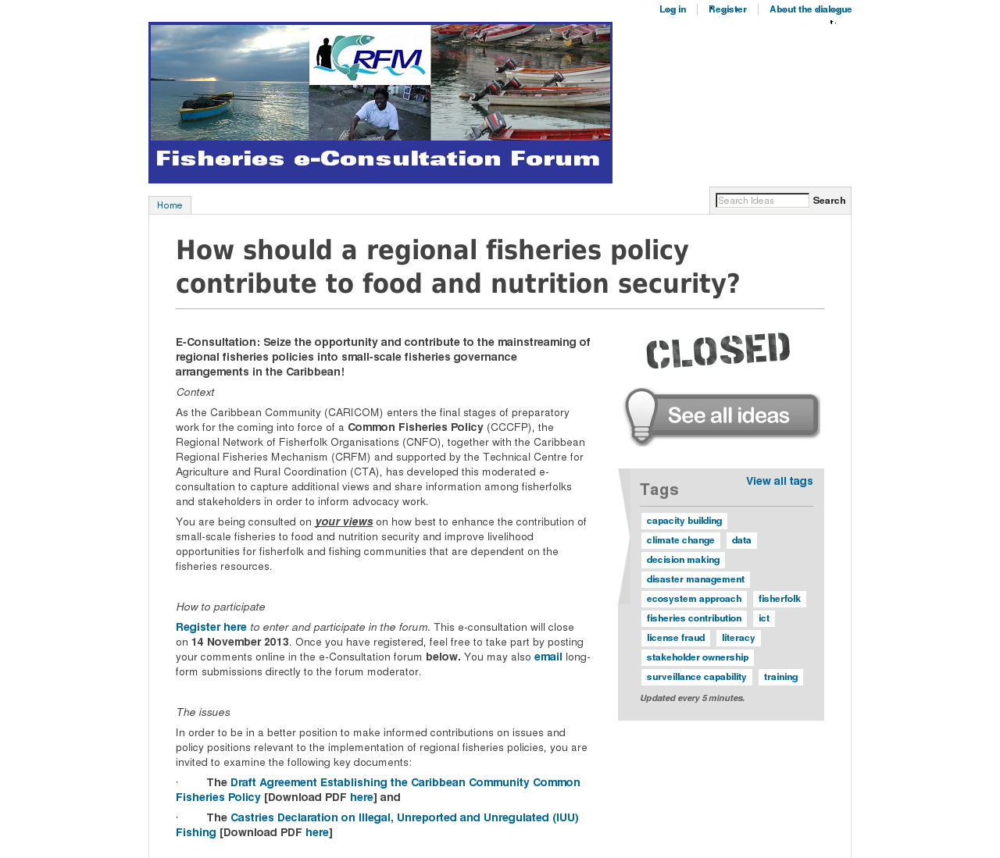 Log in
Register
About the dialogue
CRFM
Fisheries e-Consultation Forum
Home
Search Ideas
Search
How should a regional fisheries policy
contribute to food and nutrition security?
E-Consultation: Seize the opportunity and contribute to the mainstreaming of
regional fisheries policies into small-scale fisheries governance
arrangements in the Caribbean!
Context
As the Caribbean Community (CARICOM) enters the final stages of preparatory
work for the coming into force of a Common Fisheries Policy (CCCFP), the
Regional Network of Fisherfolk Organisations (CNFO), together with the Caribbean
Regional Fisheries Mechanism (CRFM) and supported by the Technical Centre for
Agriculture and Rural Coordination (CTA), has developed this moderated e-
consultation to capture additional views and share information among fisherfolks
and stakeholders in order to inform advocacy work.
You are being consulted on your views on how best to enhance the contribution of
small-scale fisheries to food and nutrition security and improve livelihood
opportunities for fisherfolk and fishing communities that are dependent on the
fisheries resources.
How to participate
Register here to enter and participate in the forum. This e-consultation will close
on 14 November 2013. Once you have registered, feel free to take part by posting
your comments online in the e-Consultation forum below. You may also email long-
form submissions directly to the forum moderator.
The issues
In order to be in a better position to make informed contributions on issues and
policy positions relevant to the implementation of regional fisheries policies, you are
invited to examine the following key documents:
· The Draft Agreement Establishing the Caribbean Community Common
Fisheries Policy [Download PDF here] and
· The Castries Declaration on Illegal, Unreported and Unregulated (IUU)
Fishing [Download PDF here]
CLOSED
See all ideas
Tags
View all tags
capacity building
climate change data
decision making
disaster management
ecosystem approach fisherfolk
fisheries contribution ict
license fraud literacy
stakeholder ownership
surveillance capability training
Updated every 5 minutes.